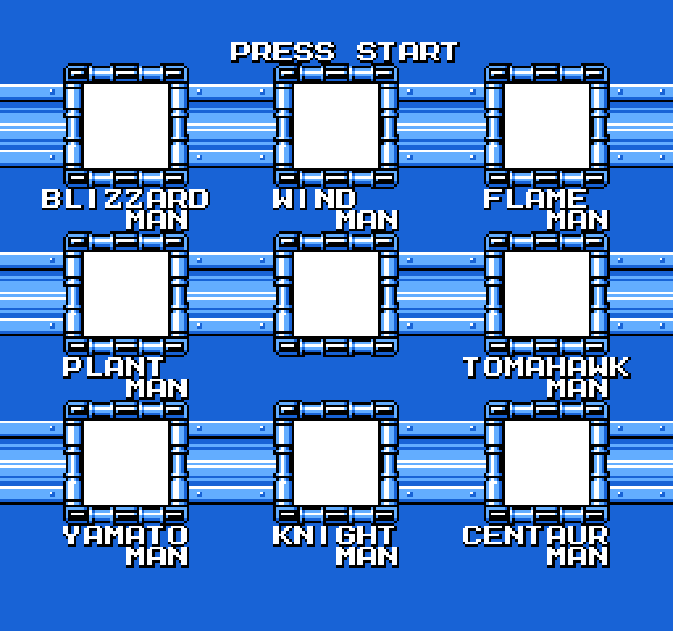 PRESS START
BLIZZARD MAN
WIND MAN
FLAME MAN
PLANT MAN
TOMAHAWK MAN
YAMATO MAN
KNIGHT MAN
CENTAUR MAN